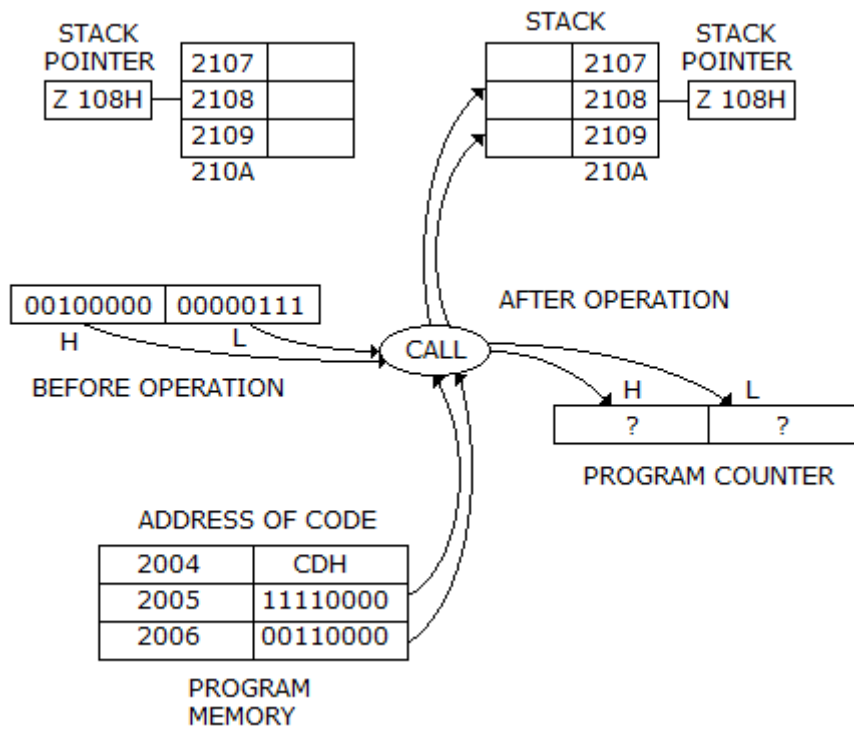 STACK
POINTER
Z 108H
2107
2108
2109
210A
STACK
2107
2108
2109
210A
STACK
POINTER
Z 108H
00100000 00000111
H L
BEFORE OPERATION
CALL
AFTER OPERATION
H L
? ?
PROGRAM COUNTER
ADDRESS OF CODE
2004 CDH
2005 11110000
2006 00110000
PROGRAM
MEMORY